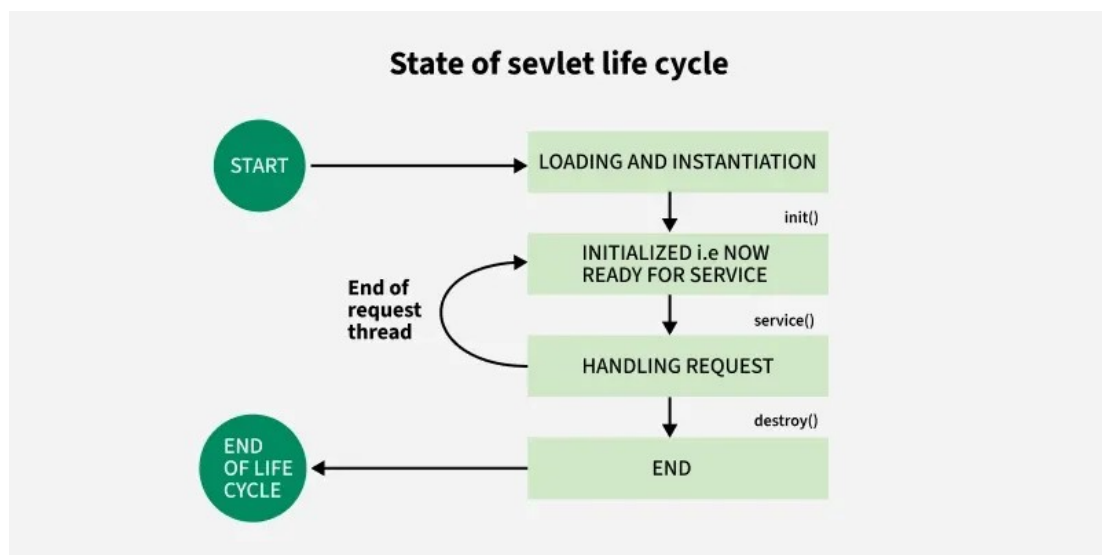 State of sevlet life cycle
START
LOADING AND INSTANTIATION
init()
INITIALIZED i.e NOW
READY FOR SERVICE
End of
request
thread
service()
HANDLING REQUEST
destroy()
END
OF LIFE
CYCLE
END